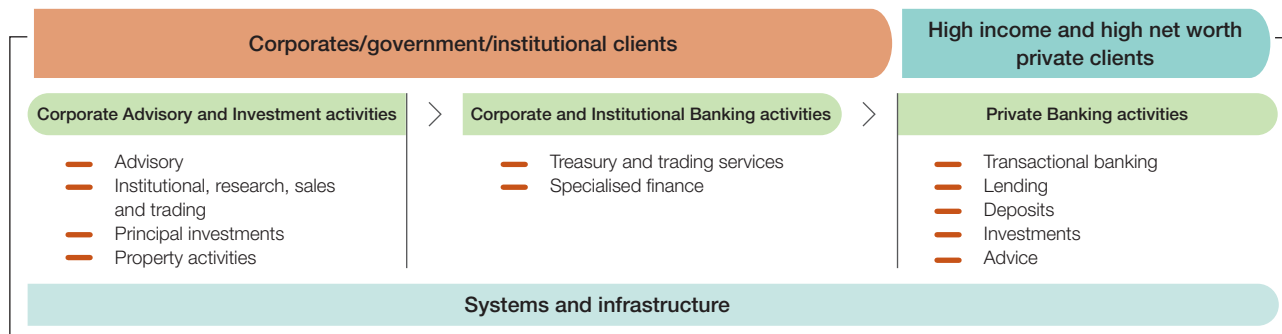 Corporates/government/institutional clients
High income and high net worth
private clients
Corporate Advisory and Investment activities
Corporate and Institutional Banking activities
Private Banking activities
Advisory
Institutional, research, sales
and trading
Principal investments
Property activities
Treasury and trading services
Specialised finance
Transactional banking
Lending
Deposits
Investments
Advice
Systems and infrastructure